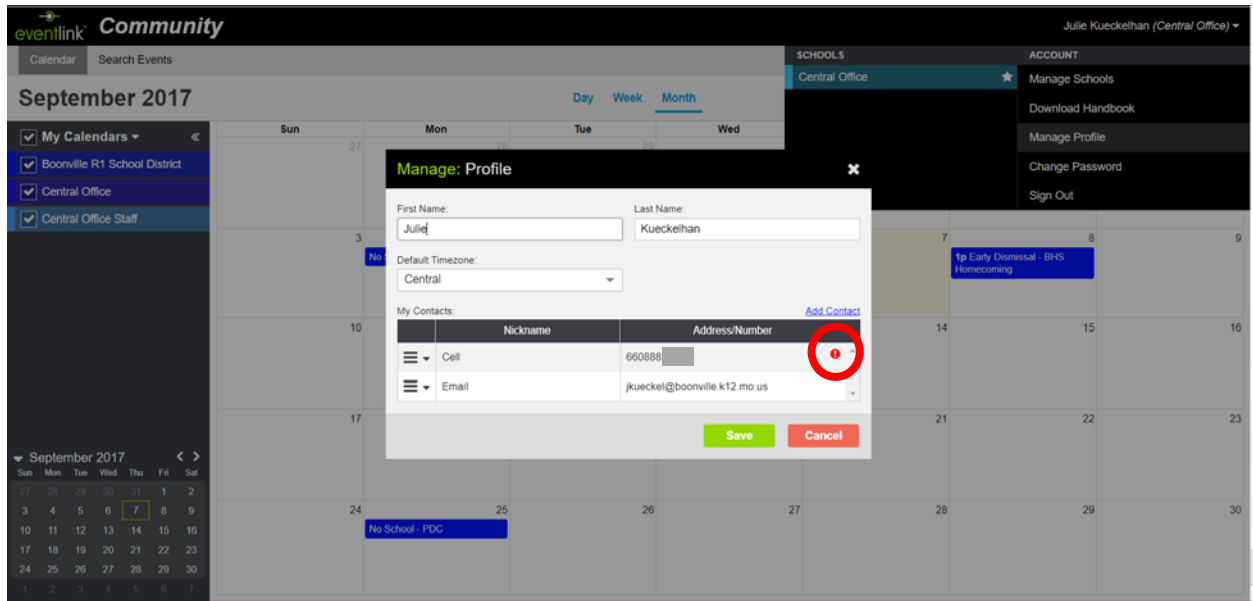 eventlink Community
Julie Kueckelhan (Central Office)
Calendar Search Events
SCHOOLS
Central Office
ACCOUNT
Manage Schools
Download Handbook
Manage Profile
Change Password
Sign Out
September 2017
Day Week Month
My Calendars
Boonville R1 School District
Central Office
Central Office Staff
Sun Mon Tue Wed
27 28 29
Manage: Profile
First Name: Last Name:
Julie Kueckelhan
Default Timezone:
Central
My Contacts: Add Contact
Nickname Address/Number
Cell 660888
Email jkueckel@boonville.k12.mo.us
Save Cancel
3 7 8 9
No
1p Early Dismissal - BHS
Homecoming
10 14 15 16
17 21 22 23
24 25 26 27 28 29 30
No School - PDC
September 2017
Sun Mon Tue Wed Thu Fri Sat
27 28 29 30 31 1 2
3 4 5 6 7 8 9
10 11 12 13 14 15 16
17 18 19 20 21 22 23
24 25 26 27 28 29 30
1 2 3 4 5 6 7